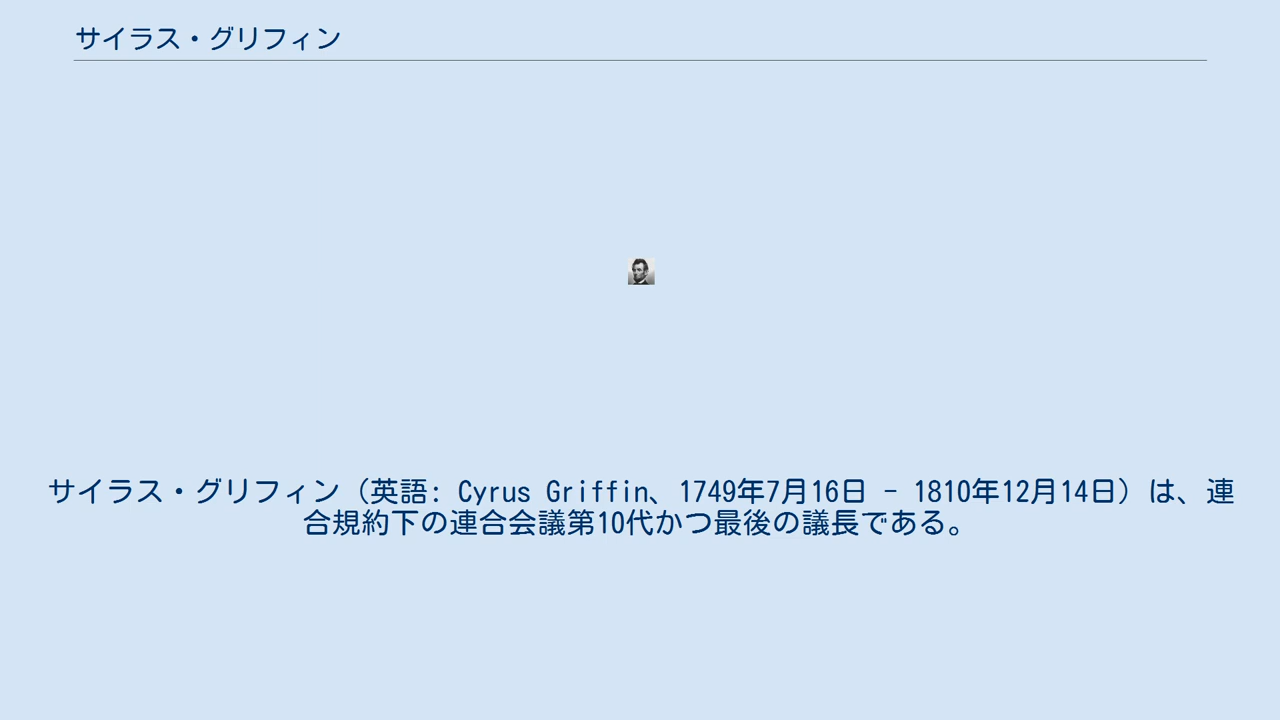 サイラス・グリフィン
サイラス・グリフィン（英語: Cyrus Griffin、1749年7月16日 - 1810年12月14日）は、連
合規約下の連合会議第10代かつ最後の議長である。